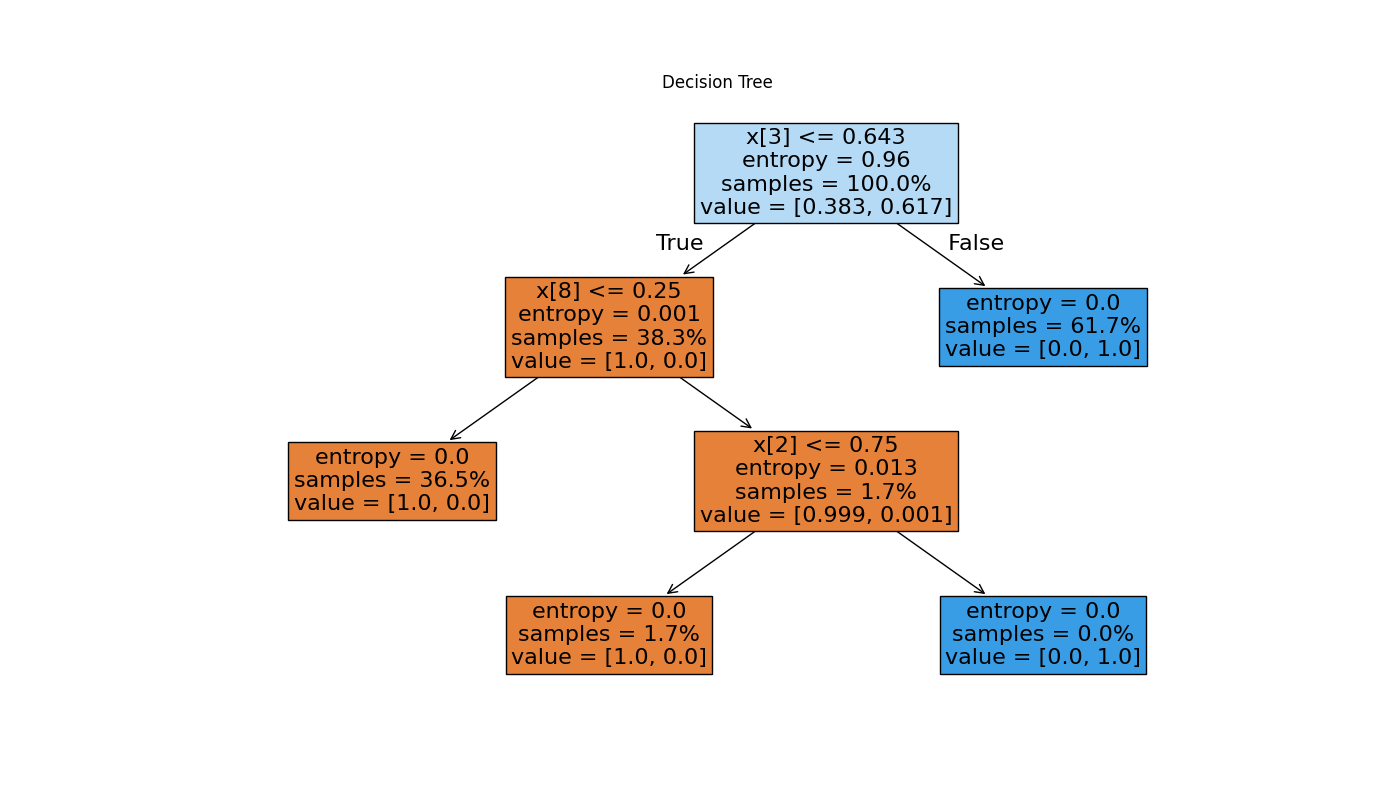 Decision Tree
x[3] <= 0.643
entropy = 0.96
samples = 100.0%
value = [0.383, 0.617]
True
False
x[8] <= 0.25
entropy = 0.001
samples = 38.3%
value = [1.0, 0.0]
entropy = 0.0
samples = 61.7%
value = [0.0, 1.0]
entropy = 0.0
samples = 36.5%
value = [1.0, 0.0]
x[2] <= 0.75
entropy = 0.013
samples = 1.7%
value = [0.999, 0.001]
entropy = 0.0
samples = 1.7%
value = [1.0, 0.0]
entropy = 0.0
samples = 0.0%
value = [0.0, 1.0]